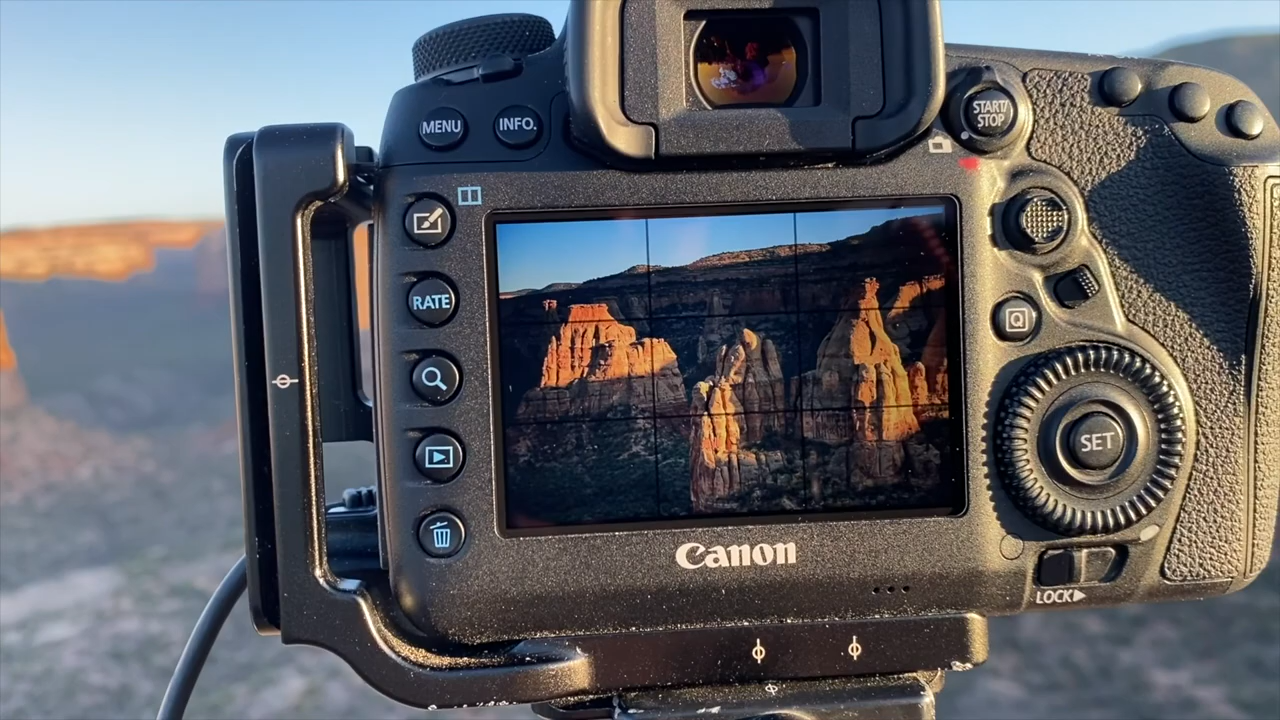 MENU
INFO.
START/
STOP
RATE
Q
SET
Canon
LOCK▶